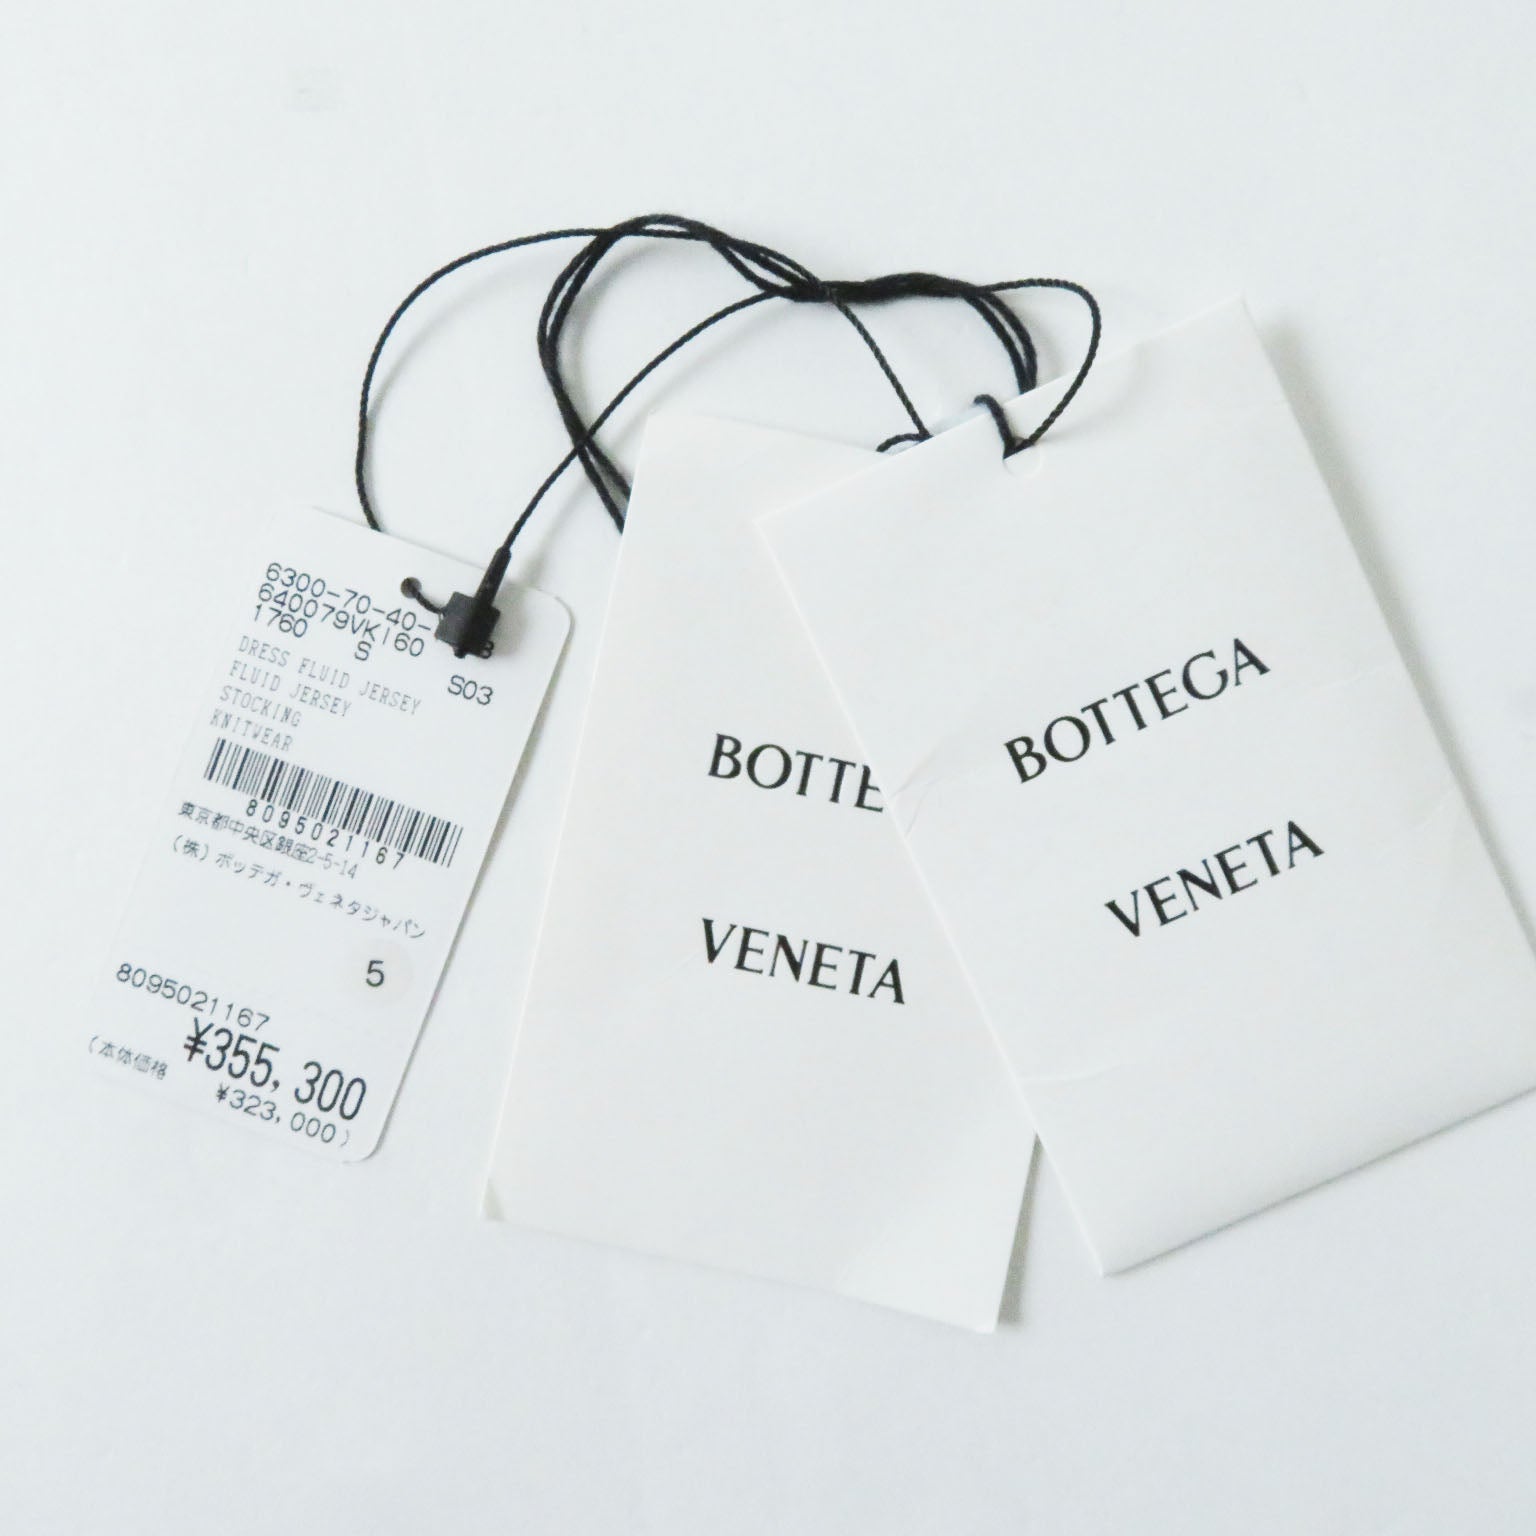 6300-70-40-
640079VKI60
1760 S
S03
DRESS FLUID JERSEY
FLUID JERSEY
STOCKING
KNITWEAR
8095021167
東京都中央区銀座2-5-14
(株)ボッテガ・ヴェネタジャパン
5
8095021167
¥355,300
(本体価格 ¥323,000)
BOTTE
VENETA
BOTTEGA
VENETA